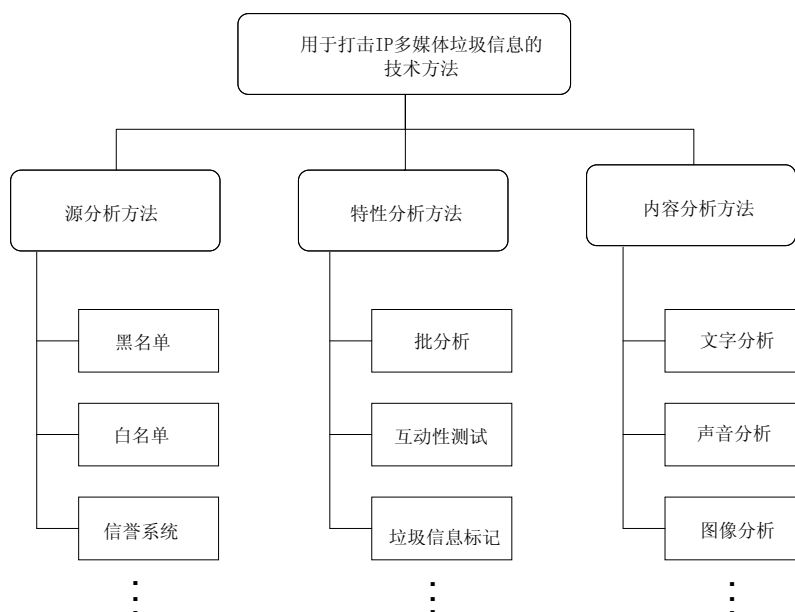 用于打击IP多媒体垃圾信息的
技术方法
源分析方法
特性分析方法
内容分析方法
黑名单
批分析
文字分析
白名单
互动性测试
声音分析
信誉系统
垃圾信息标记
图像分析